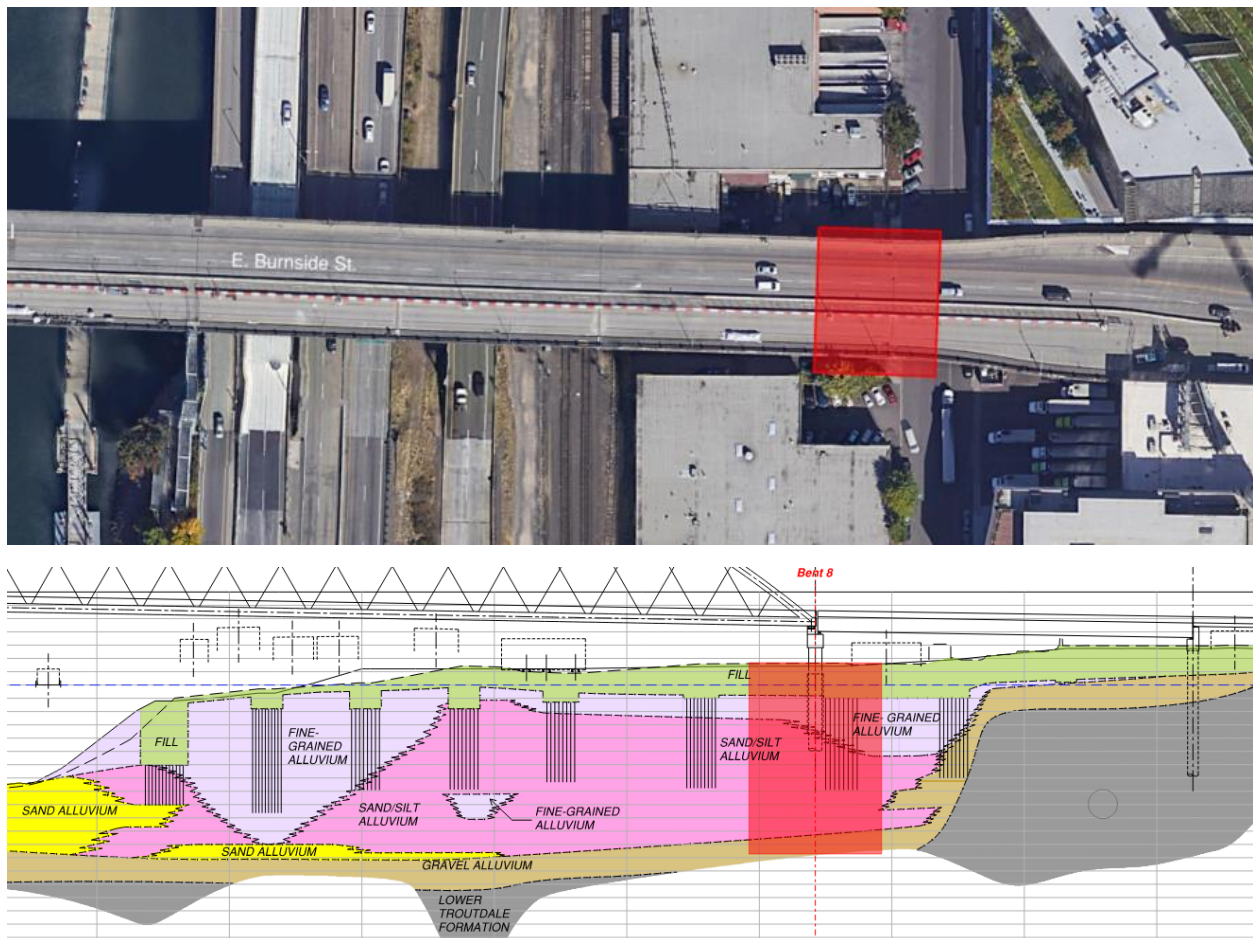 E. Burnside St.
Bent 8
FILL
FILL
FINE-
GRAINED
ALLUVIUM
FINE- GRAINED
ALLUVIUM
SAND/SILT
ALLUVIUM
SAND ALLUVIUM
SAND/SILT
ALLUVIUM
FINE-GRAINED
ALLUVIUM
SAND ALLUVIUM
GRAVEL ALLUVIUM
LOWER
TROUTDALE
FORMATION